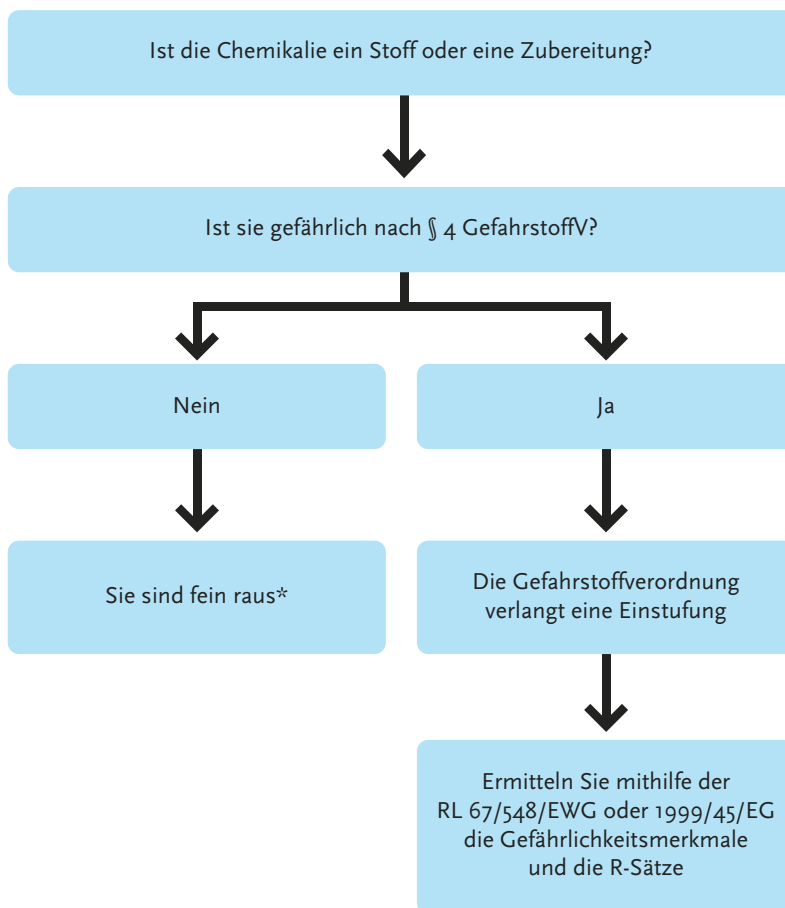 Ist die Chemikalie ein Stoff oder eine Zubereitung?
Ist sie gefährlich nach § 4 GefahrstoffV?
Nein
Ja
Sie sind fein raus*
Die Gefahrstoffverordnung
verlangt eine Einstufung
Ermitteln Sie mithilfe der
RL 67/548/EWG oder 1999/45/EG
die Gefährlichkeitsmerkmale
und die R-Sätze